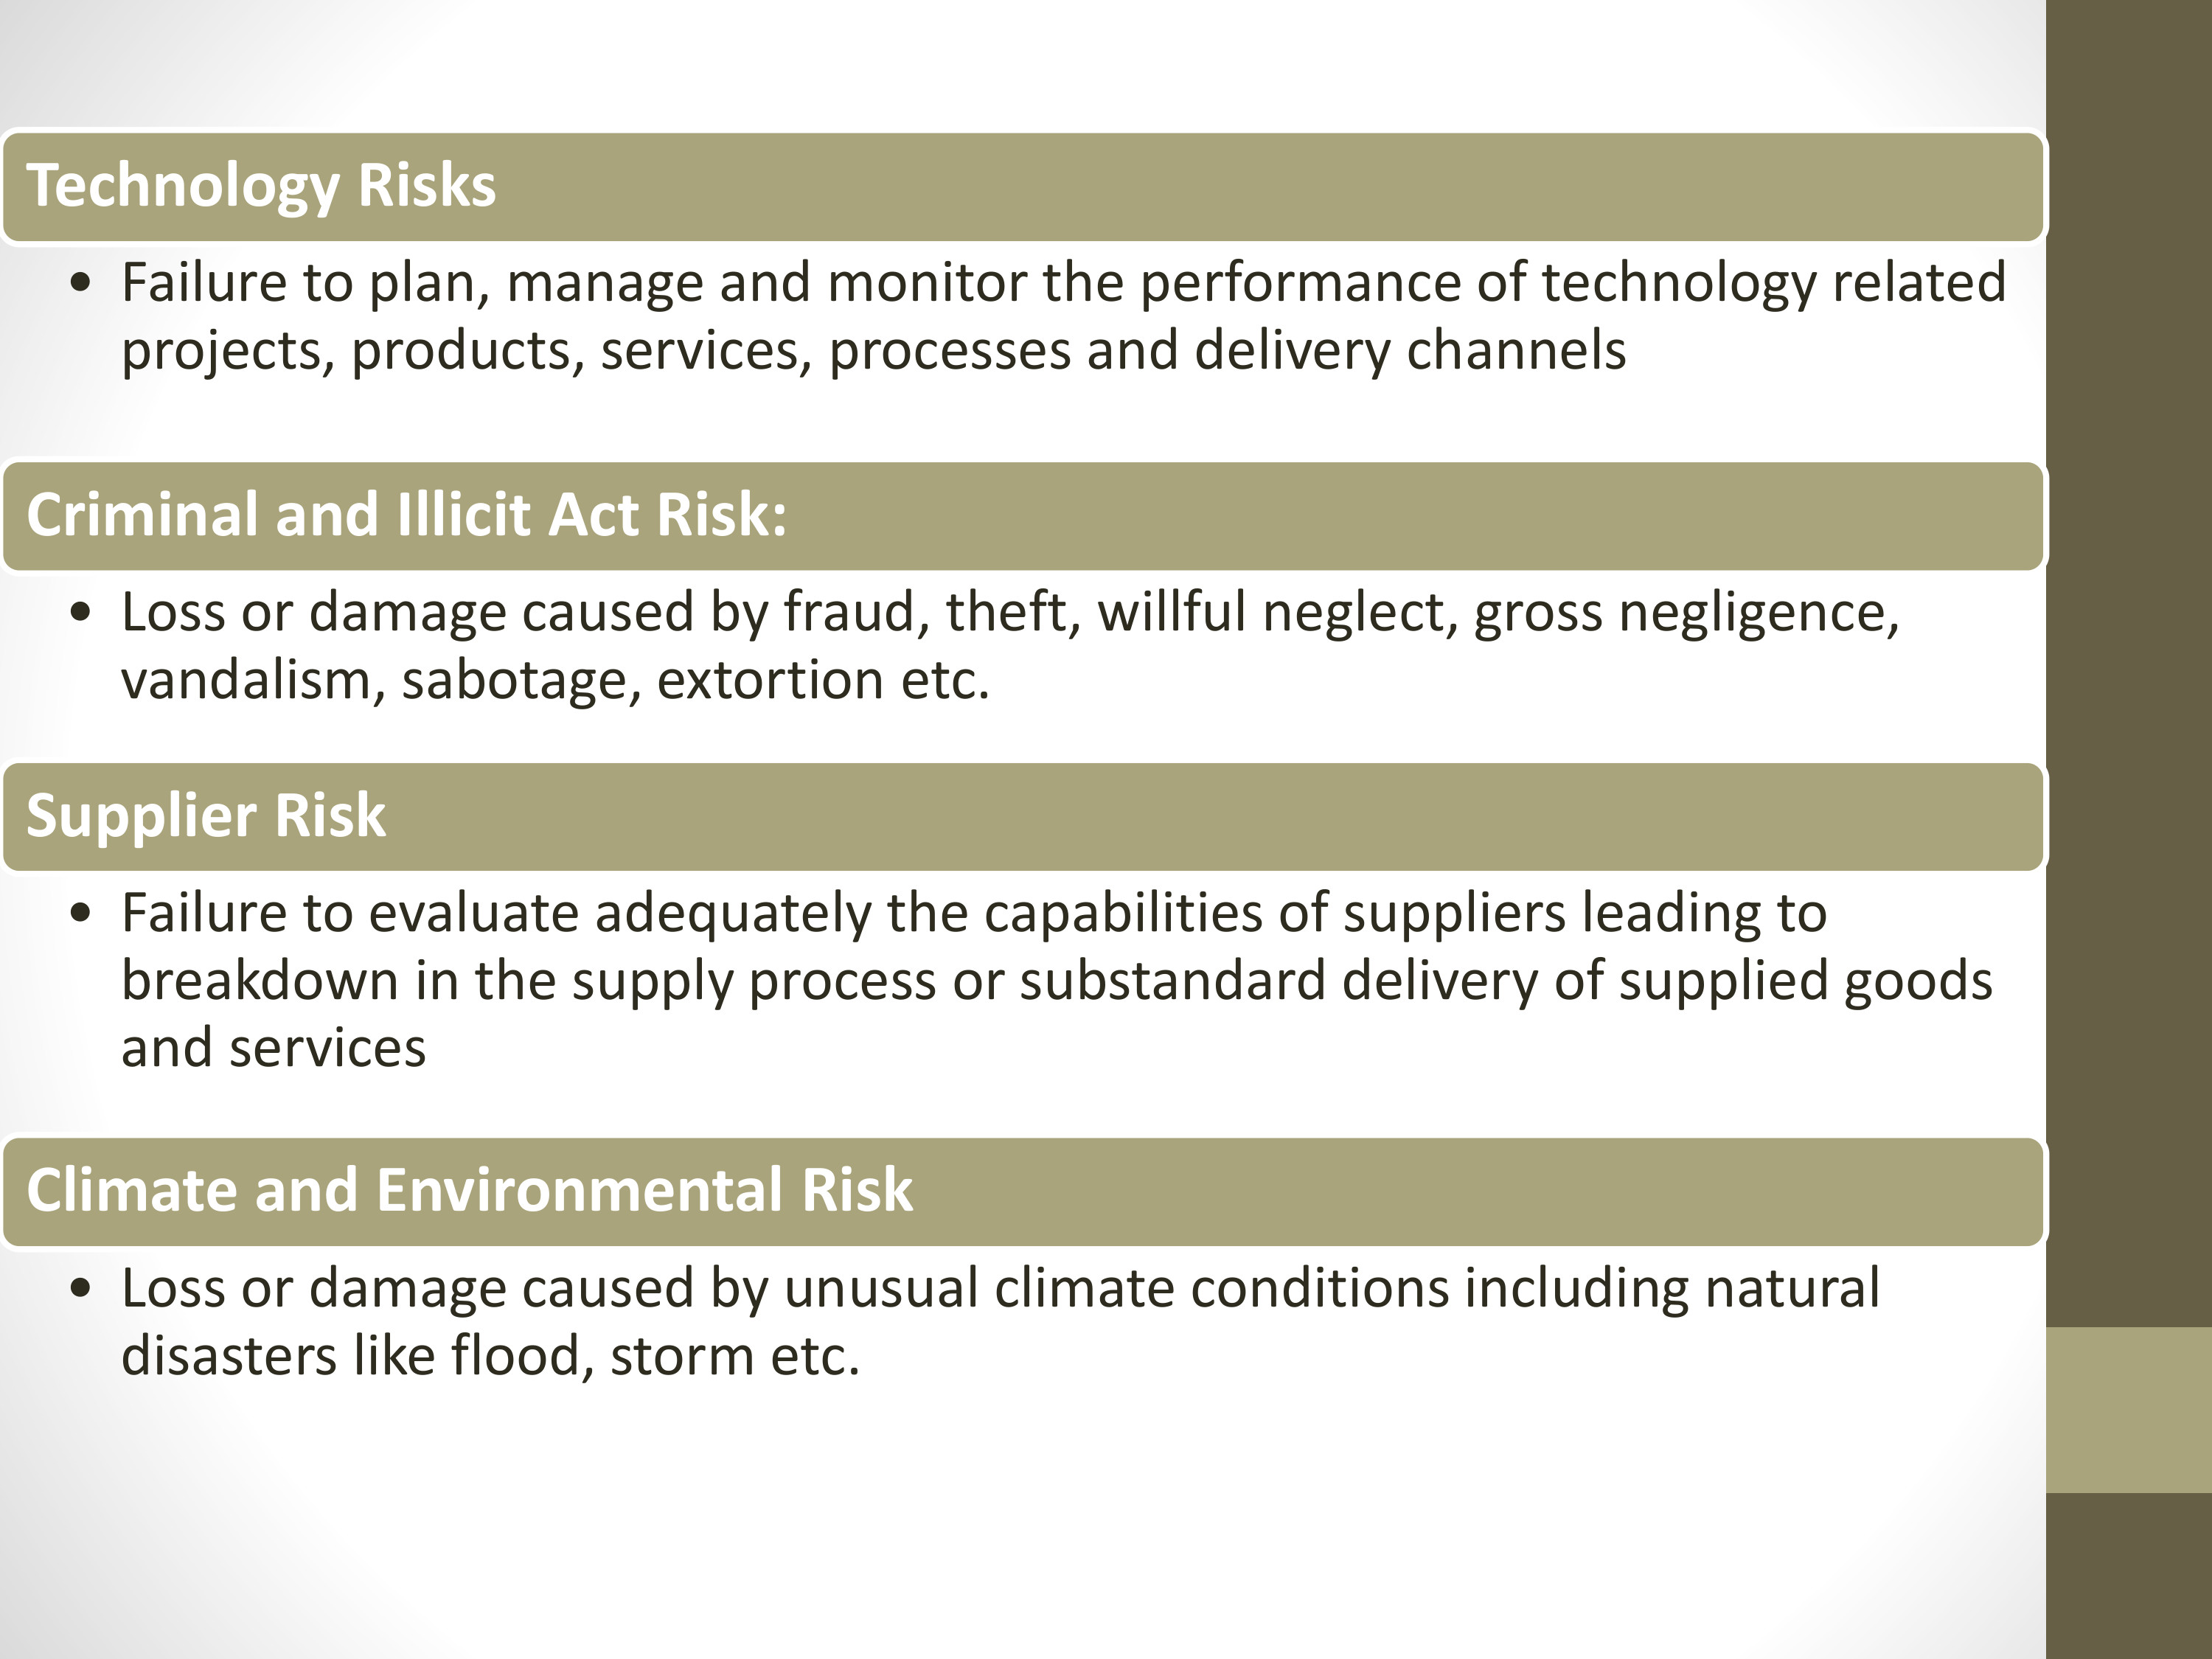 Technology Risks
• Failure to plan, manage and monitor the performance of technology related
projects, products, services, processes and delivery channels
Criminal and Illicit Act Risk:
• Loss or damage caused by fraud, theft, willful neglect, gross negligence,
vandalism, sabotage, extortion etc.
Supplier Risk
• Failure to evaluate adequately the capabilities of suppliers leading to
breakdown in the supply process or substandard delivery of supplied goods
and services
Climate and Environmental Risk
• Loss or damage caused by unusual climate conditions including natural
disasters like flood, storm etc.